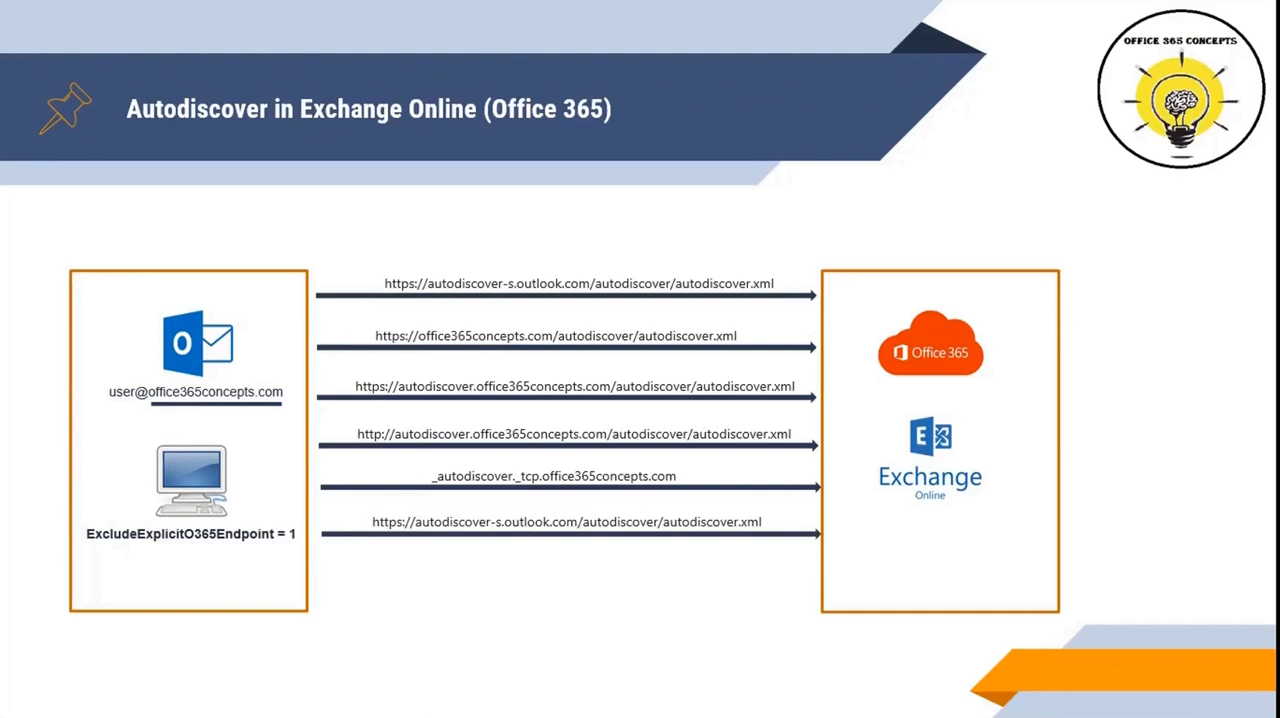 OFFICE 365 CONCEPTS
Autodiscover in Exchange Online (Office 365)
https://autodiscover-s.outlook.com/autodiscover/autodiscover.xml
https://office365concepts.com/autodiscover/autodiscover.xml
https://autodiscover.office365concepts.com/autodiscover/autodiscover.xml
http://autodiscover.office365concepts.com/autodiscover/autodiscover.xml
_autodiscover._tcp.office365concepts.com
https://autodiscover-s.outlook.com/autodiscover/autodiscover.xml
O
user@office365concepts.com
ExcludeExplicitO365Endpoint = 1
Office 365
E
Exchange
Online